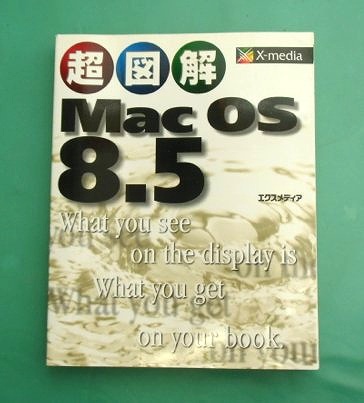 超図解
X-media
Mac OS
8.5
エクスメディア
What you see
on the display is
What you get
on your book.